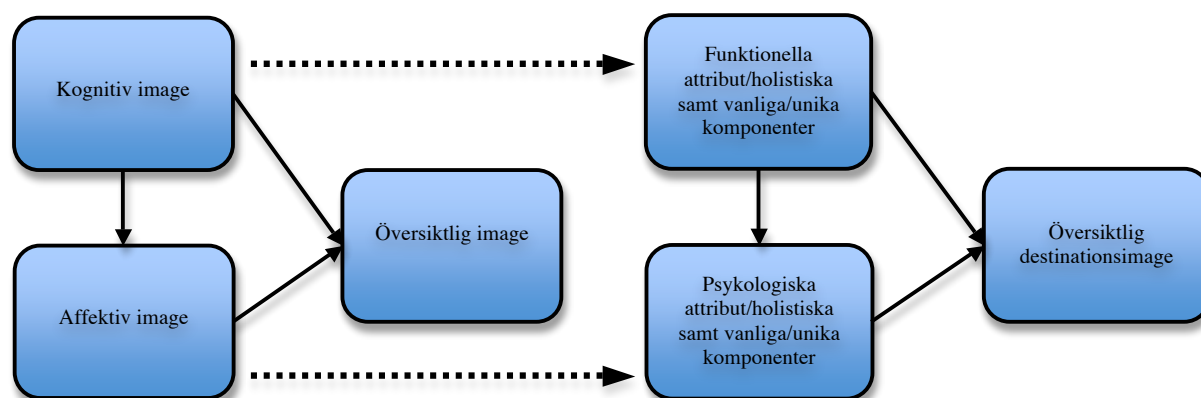 Kognitiv image
Affektiv image
Översiktlig image
Funktionella
attribut/holistiska
samt vanliga/unika
komponenter
Psykologiska
attribut/holistiska
samt vanliga/unika
komponenter
Översiktlig
destinationsimage